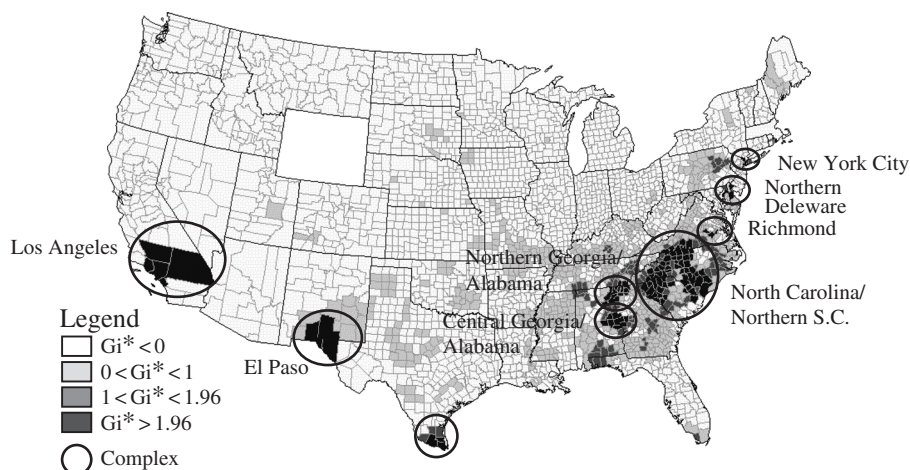 New York City
Northern
Deleware
Richmond
Los Angeles
Northern Georgia/
Alabama
North Carolina/
Northern S.C.
Central Georgia/
Alabama
El Paso
Legend
Gi* < 0
0 < Gi* < 1
1 < Gi* < 1.96
Gi* > 1.96
Complex